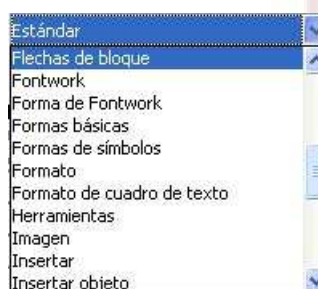 Estándar
Flechas de bloque
Fontwork
Forma de Fontwork
Formas básicas
Formas de símbolos
Formato
Formato de cuadro de texto
Herramientas
Imagen
Insertar
Insertar objeto